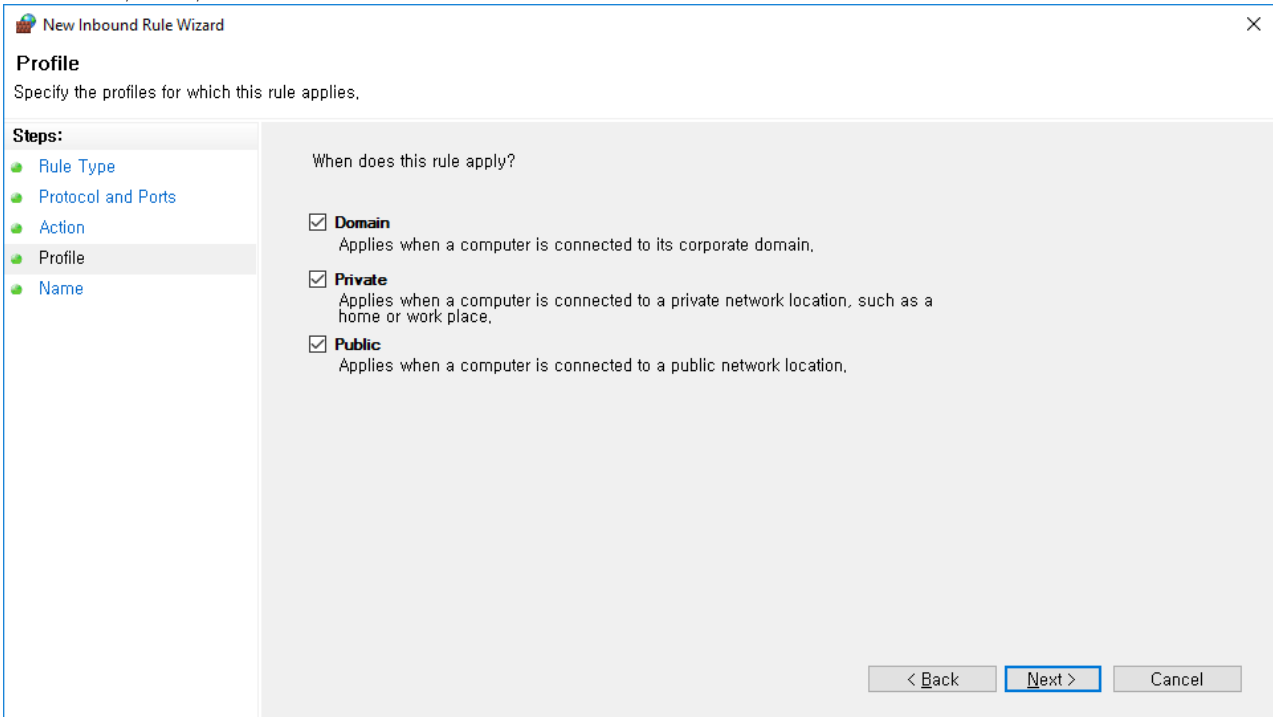 New Inbound Rule Wizard
Profile
Specify the profiles for which this rule applies.
Steps:
Rule Type
Protocol and Ports
Action
Profile
Name
When does this rule apply?
Domain
Applies when a computer is connected to its corporate domain.
Private
Applies when a computer is connected to a private network location, such as a
home or work place.
Public
Applies when a computer is connected to a public network location.
< Back
Next >
Cancel